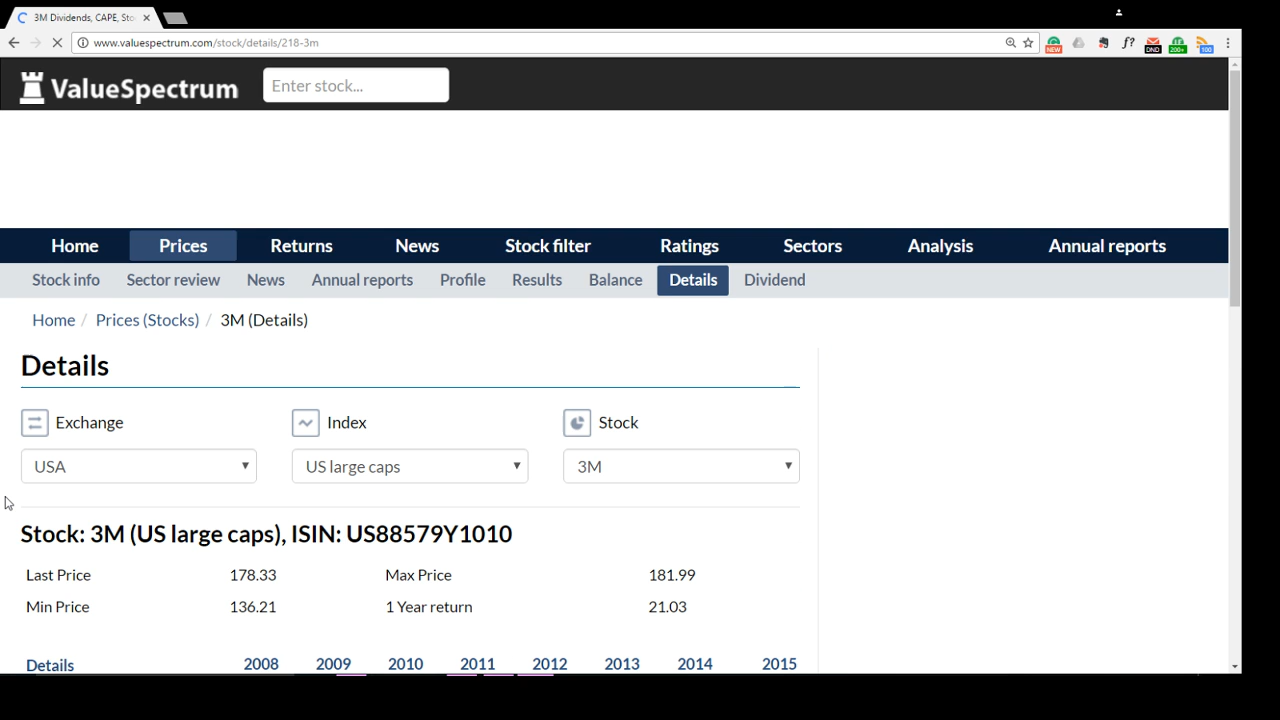 3M Dividends, CAPE, Sto
www.valuespectrum.com/stock/details/218-3m
f?
NEW
DND
200+
100
ValueSpectrum
Enter stock...
Home Prices Returns News Stock filter Ratings Sectors Analysis Annual reports
Stock info Sector review News Annual reports Profile Results Balance Details Dividend
Home / Prices (Stocks) / 3M (Details)
Details
Exchange Index Stock
USA US large caps 3M
Stock: 3M (US large caps), ISIN: US88579Y1010
Last Price 178.33 Max Price 181.99
Min Price 136.21 1 Year return 21.03
Details 2008 2009 2010 2011 2012 2013 2014 2015